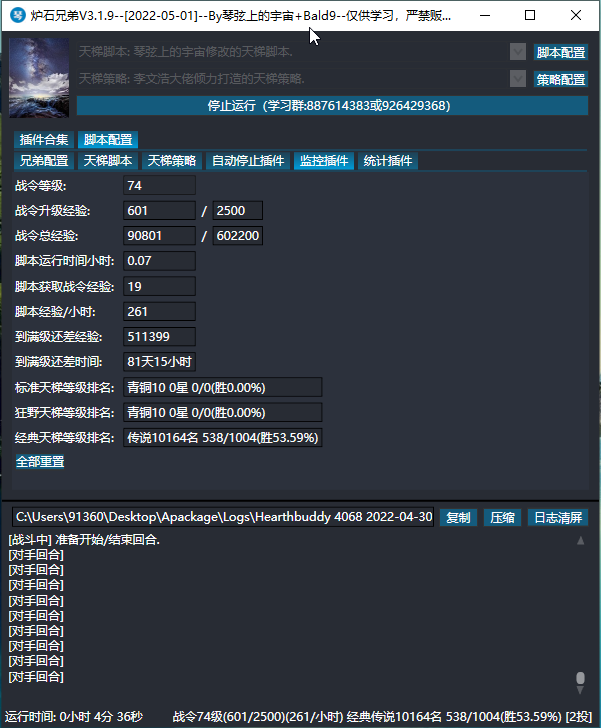 炉石兄弟V3.1.9--[2022-05-01]--By琴弦上的宇宙+Bald9--仅供学习，严禁贩...
天梯脚本: 琴弦上的宇宙修改的天梯脚本.
脚本配置
天梯策略: 李文浩大佬倾力打造的天梯策略.
策略配置
停止运行（学习群:887614383或926429368）
插件合集 脚本配置
兄弟配置 天梯脚本 天梯策略 自动停止插件 监控插件 统计插件
战令等级: 74
战令升级经验: 601 / 2500
战令总经验: 90801 / 602200
脚本运行时间小时: 0.07
脚本获取战令经验: 19
脚本经验/小时: 261
到满级还差经验: 511399
到满级还差时间: 81天15小时
标准天梯等级排名: 青铜10 0星 0/0(胜0.00%)
狂野天梯等级排名: 青铜10 0星 0/0(胜0.00%)
经典天梯等级排名: 传说10164名 538/1004(胜53.59%)
全部重置
C:\Users\91360\Desktop\Apackage\Logs\Hearthbuddy 4068 2022-04-30 复制 压缩 日志清屏
[战斗中] 准备开始/结束回合.
[对手回合]
[对手回合]
[对手回合]
[对手回合]
[对手回合]
[对手回合]
[对手回合]
[对手回合]
[对手回合]
运行时间: 0小时 4分 36秒 战令74级(601/2500)(261/小时) 经典传说10164名 538/1004(胜53.59%) [2投]